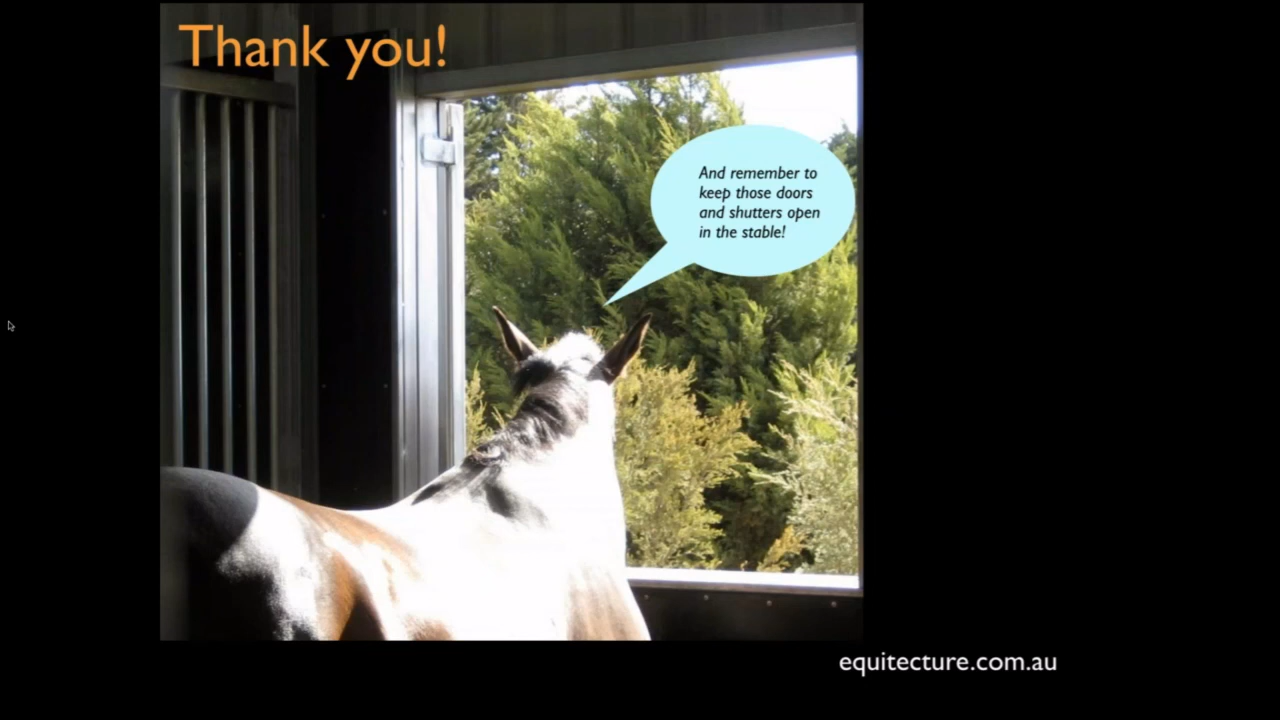 Thank you!
And remember to
keep those doors
and shutters open
in the stable!
equitecture.com.au